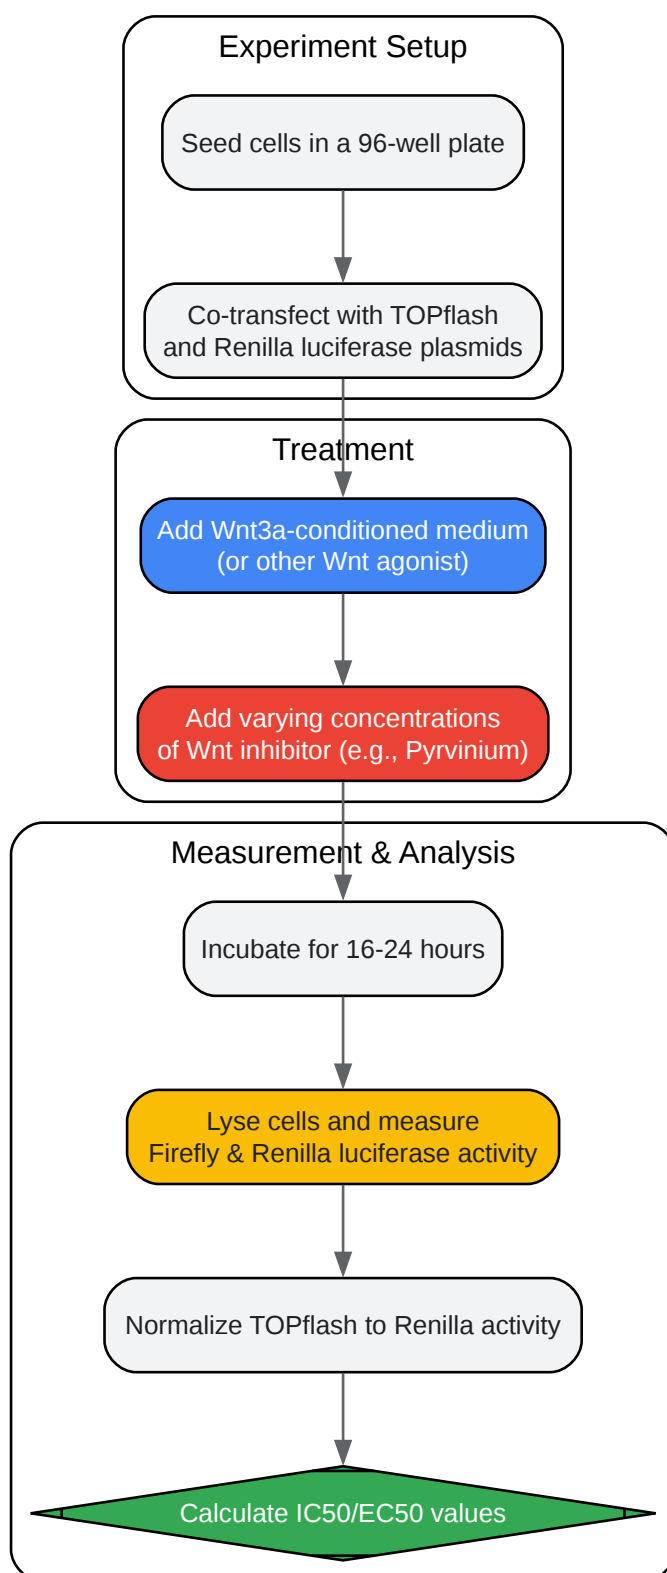 Experiment Setup
Seed cells in a 96-well plate
Co-transfect with TOPflash
and Renilla luciferase plasmids
Treatment
Add Wnt3a-conditioned medium
(or other Wnt agonist)
Add varying concentrations
of Wnt inhibitor (e.g., Pyrvinium)
Measurement & Analysis
Incubate for 16-24 hours
Lyse cells and measure
Firefly & Renilla luciferase activity
Normalize TOPflash to Renilla activity
Calculate IC50/EC50 values